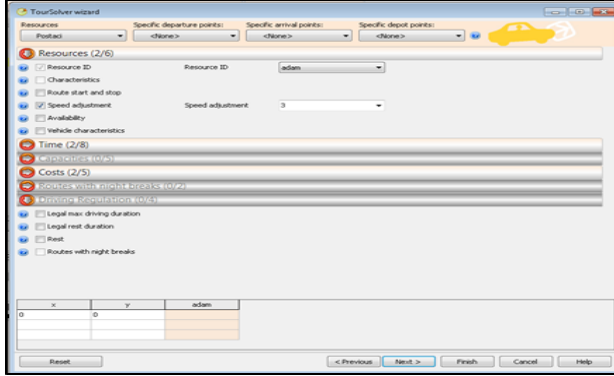 TourSolver wizard
Resources Specific departure points: Specific arrival points: Specific depot points:
Postaci <None> <None> <None>
Resources (2/6)
Resource ID Resource ID adam
Characteristics
Route start and stop
Speed adjustment Speed adjustment 3
Availability
Vehicle characteristics
Time (2/8)
Capacities (0/5)
Costs (2/5)
Routes with night breaks (0/2)
Driving Regulation (0/4)
Legal max driving duration
Legal rest duration
Rest
Routes with night breaks
x y adam
0 0
Reset < Previous Next > Finish Cancel Help